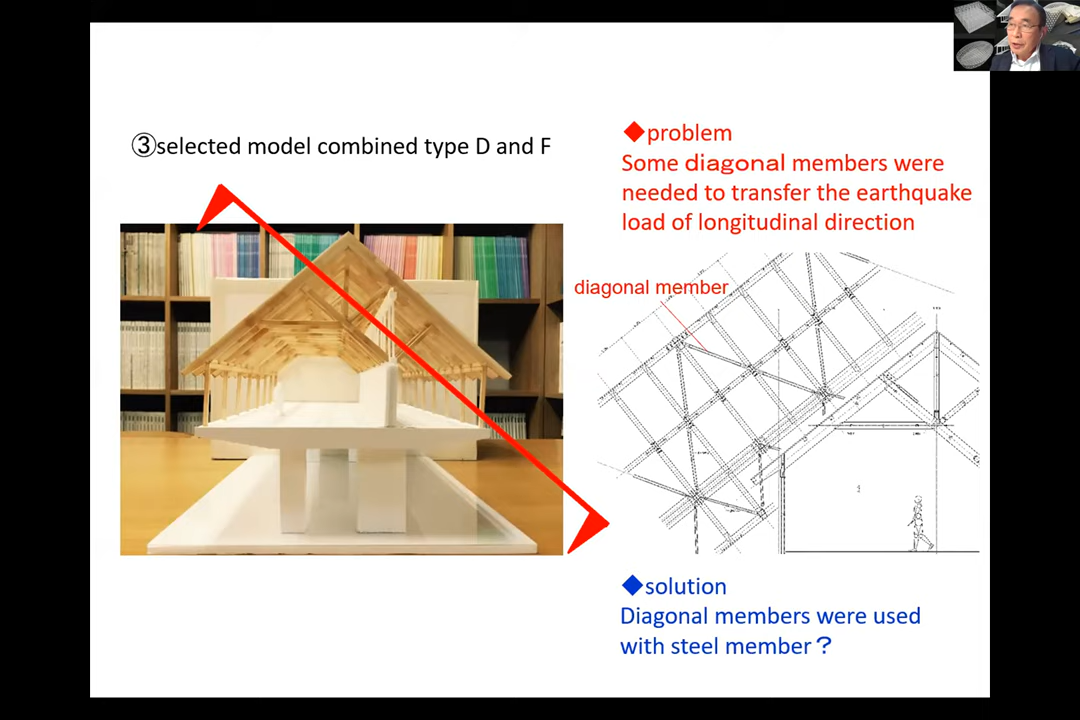 ③selected model combined type D and F
◆problem
Some diagonal members were
needed to transfer the earthquake
load of longitudinal direction
diagonal member
◆solution
Diagonal members were used
with steel member？